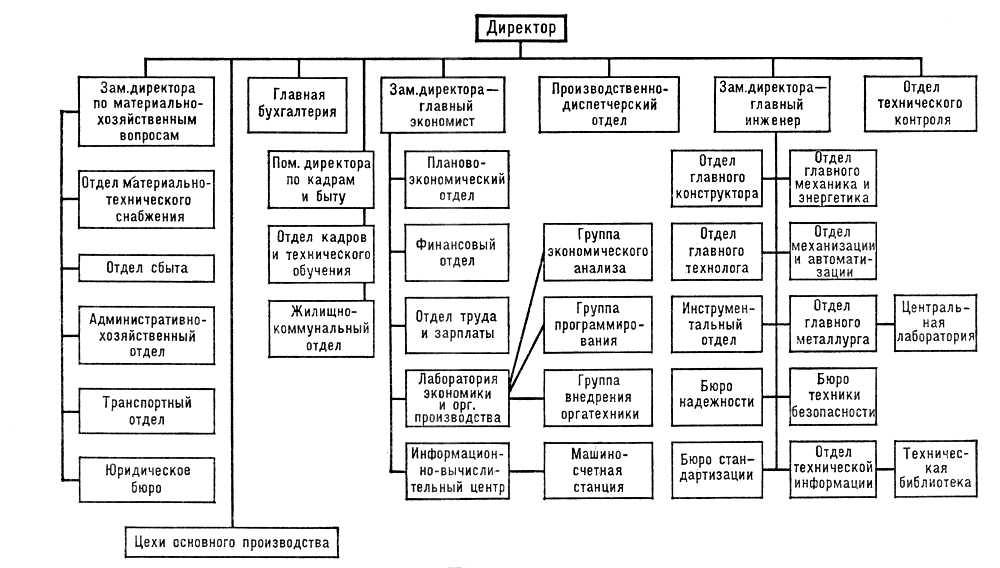 Директор
Зам.директора
по материально-
хозяйственным
вопросам
Главная
бухгалтерия
Зам.директора—
главный
экономист
Производственно-
диспетчерский
отдел
Зам.директора—
главный
инженер
Отдел
технического
контроля
Отдел материально-
технического
снабжения
Отдел сбыта
Административно-
хозяйственный
отдел
Транспортный
отдел
Юридическое
бюро
Цехи основного производства
Пом. директора
по кадрам
и быту
Отдел кадров
и технического
обучения
Жилищно-
коммунальный
отдел
Планово-
экономический
отдел
Финансовый
отдел
Отдел труда
и зарплаты
Лаборатория
экономики
и орг.
производства
Информацион-
но-вычисли-
тельный центр
Группа
экономического
анализа
Группа
программиро-
вания
Группа
внедрения
оргатехники
Машино-
счетная
станция
Отдел
главного
конструктора
Отдел
главного
технолога
Инструмен-
тальный
отдел
Бюро
надежности
Бюро стан-
дартизации
Отдел
главного
механика и
энергетика
Отдел
механизации
и автомати-
зации
Отдел
главного
металлурга
Бюро
техники
безопасности
Отдел
технической
информации
Централь-
ная
лаборатория
Техничес-
кая
библиотека